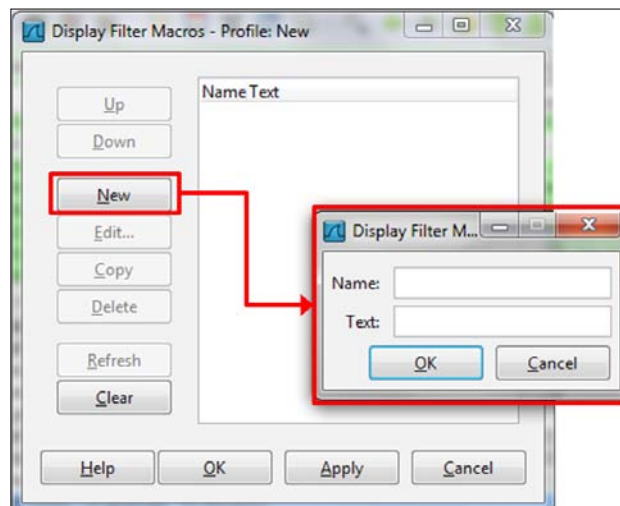 Display Filter Macros - Profile: New
Up
Down
New
Edit...
Copy
Delete
Refresh
Clear
Name Text
Display Filter M...
Name:
Text:
OK
Cancel
Help
OK
Apply
Cancel